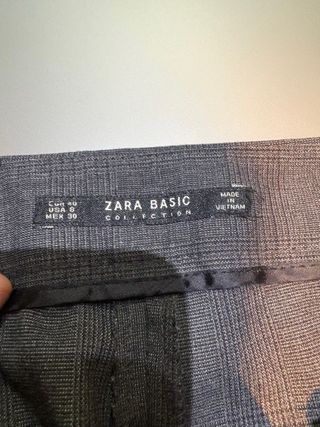 EUR 40
USA 8
MEX 30
ZARA BASIC
COLLECTION
MADE
IN
VIETNAM